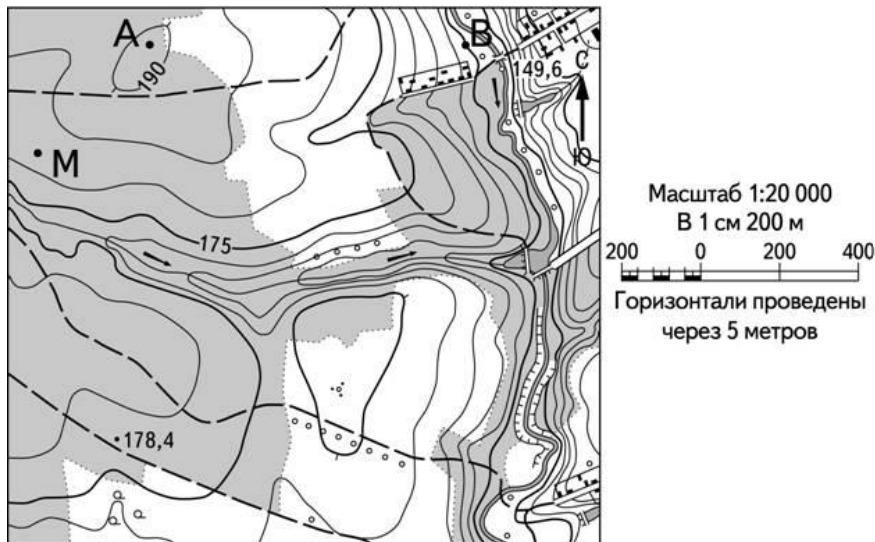 А
В
190
149,6
С
М
Ю
175
Масштаб 1:20 000
В 1 см 200 м
200 0 200 400
Горизонтали проведены
через 5 метров
178,4